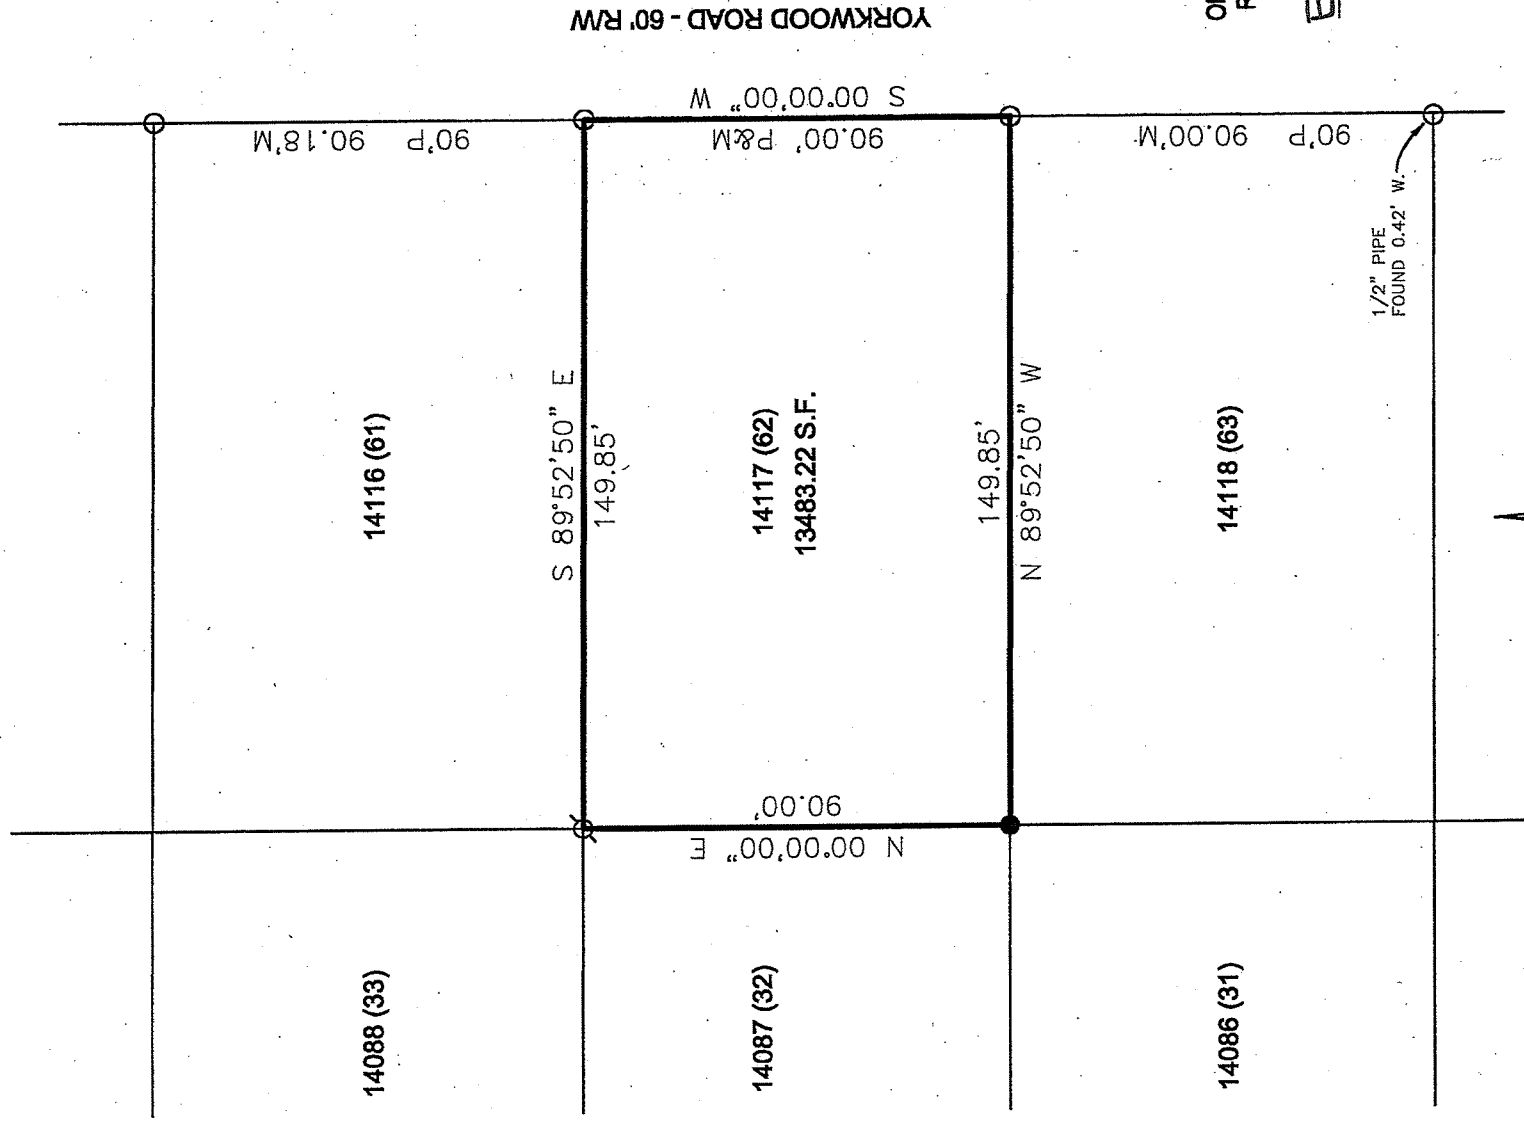 YORKWOOD ROAD - 60' R/W
S 00°00'00" W
90'P 90.18'M
90.00' P&M
90'P 90.00'M
1/2" PIPE
FOUND 0.42' W.
S 89°52'50" E
149.85'
14116 (61)
14117 (62)
13483.22 S.F.
149.85'
N 89°52'50" W
14118 (63)
90.00'
N 00°00'00" E
14088 (33)
14087 (32)
14086 (31)